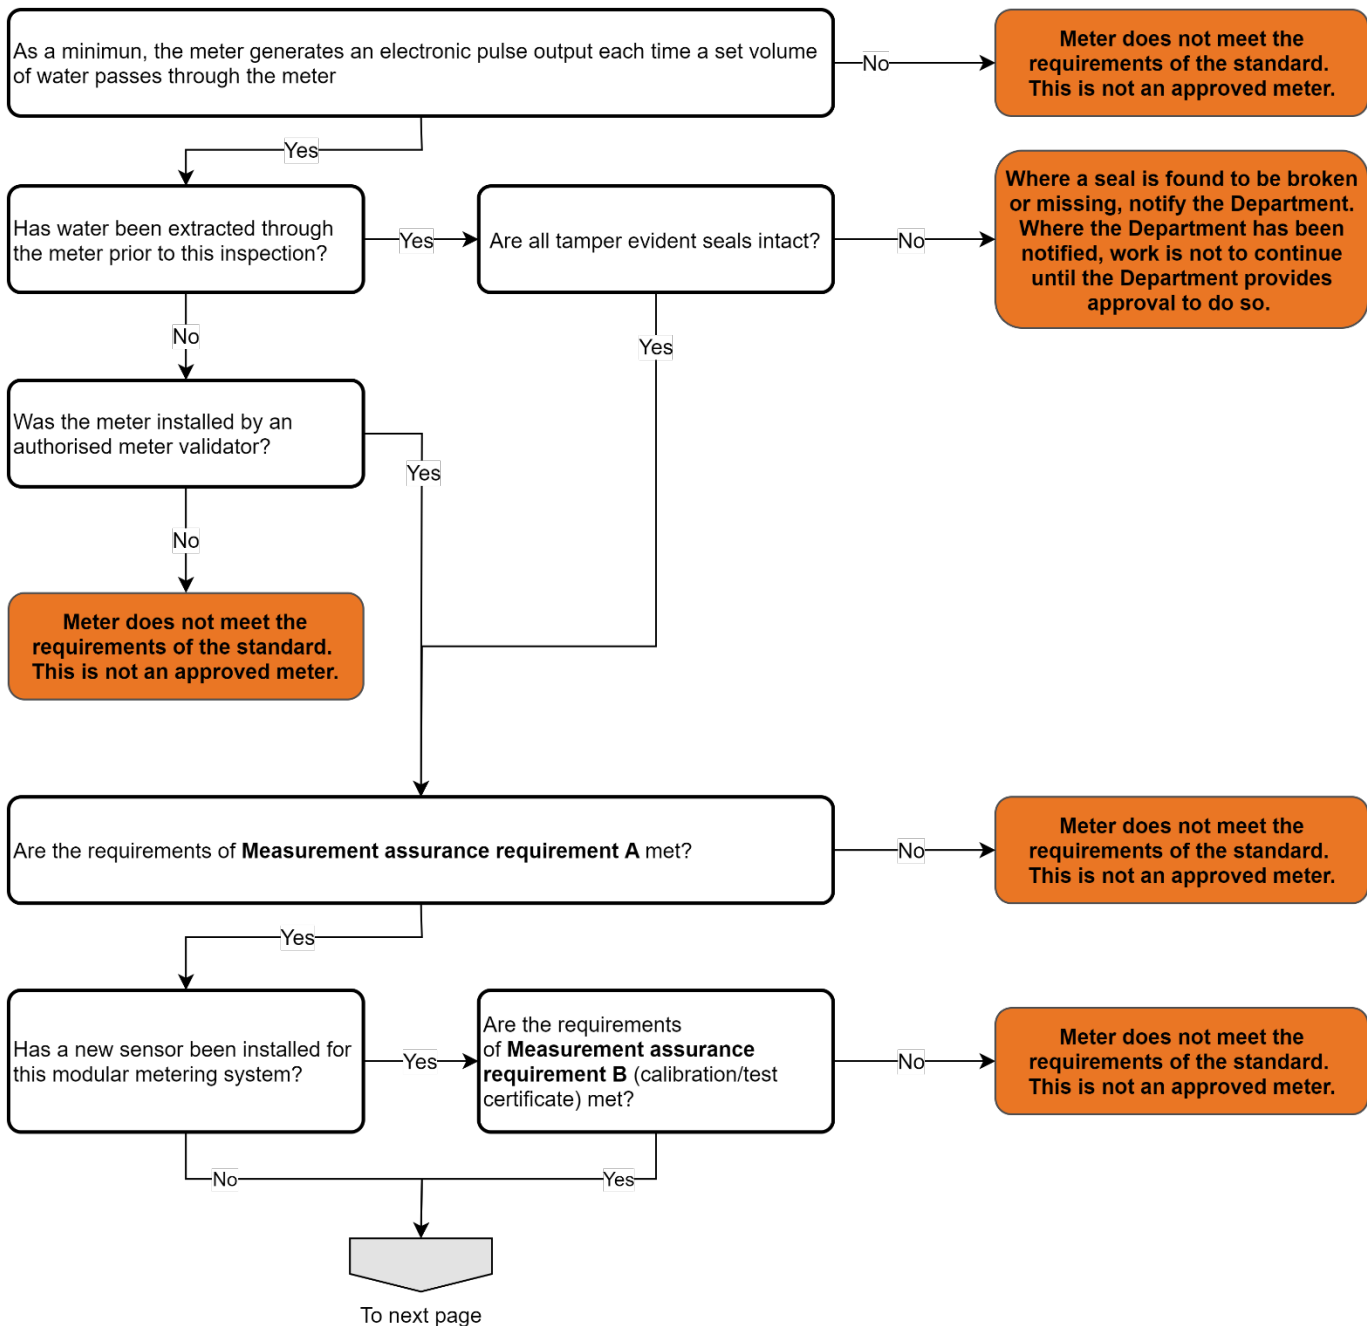 As a minimun, the meter generates an electronic pulse output each time a set volume
of water passes through the meter
No
Meter does not meet the
requirements of the standard.
This is not an approved meter.
Yes
Has water been extracted through
the meter prior to this inspection?
Yes
Are all tamper evident seals intact?
No
Where a seal is found to be broken
or missing, notify the Department.
Where the Department has been
notified, work is not to continue
until the Department provides
approval to do so.
No
Yes
Was the meter installed by an
authorised meter validator?
Yes
No
Meter does not meet the
requirements of the standard.
This is not an approved meter.
Are the requirements of Measurement assurance requirement A met?
No
Meter does not meet the
requirements of the standard.
This is not an approved meter.
Yes
Has a new sensor been installed for
this modular metering system?
Yes
Are the requirements
of Measurement assurance
requirement B (calibration/test
certificate) met?
No
Meter does not meet the
requirements of the standard.
This is not an approved meter.
No
Yes
To next page